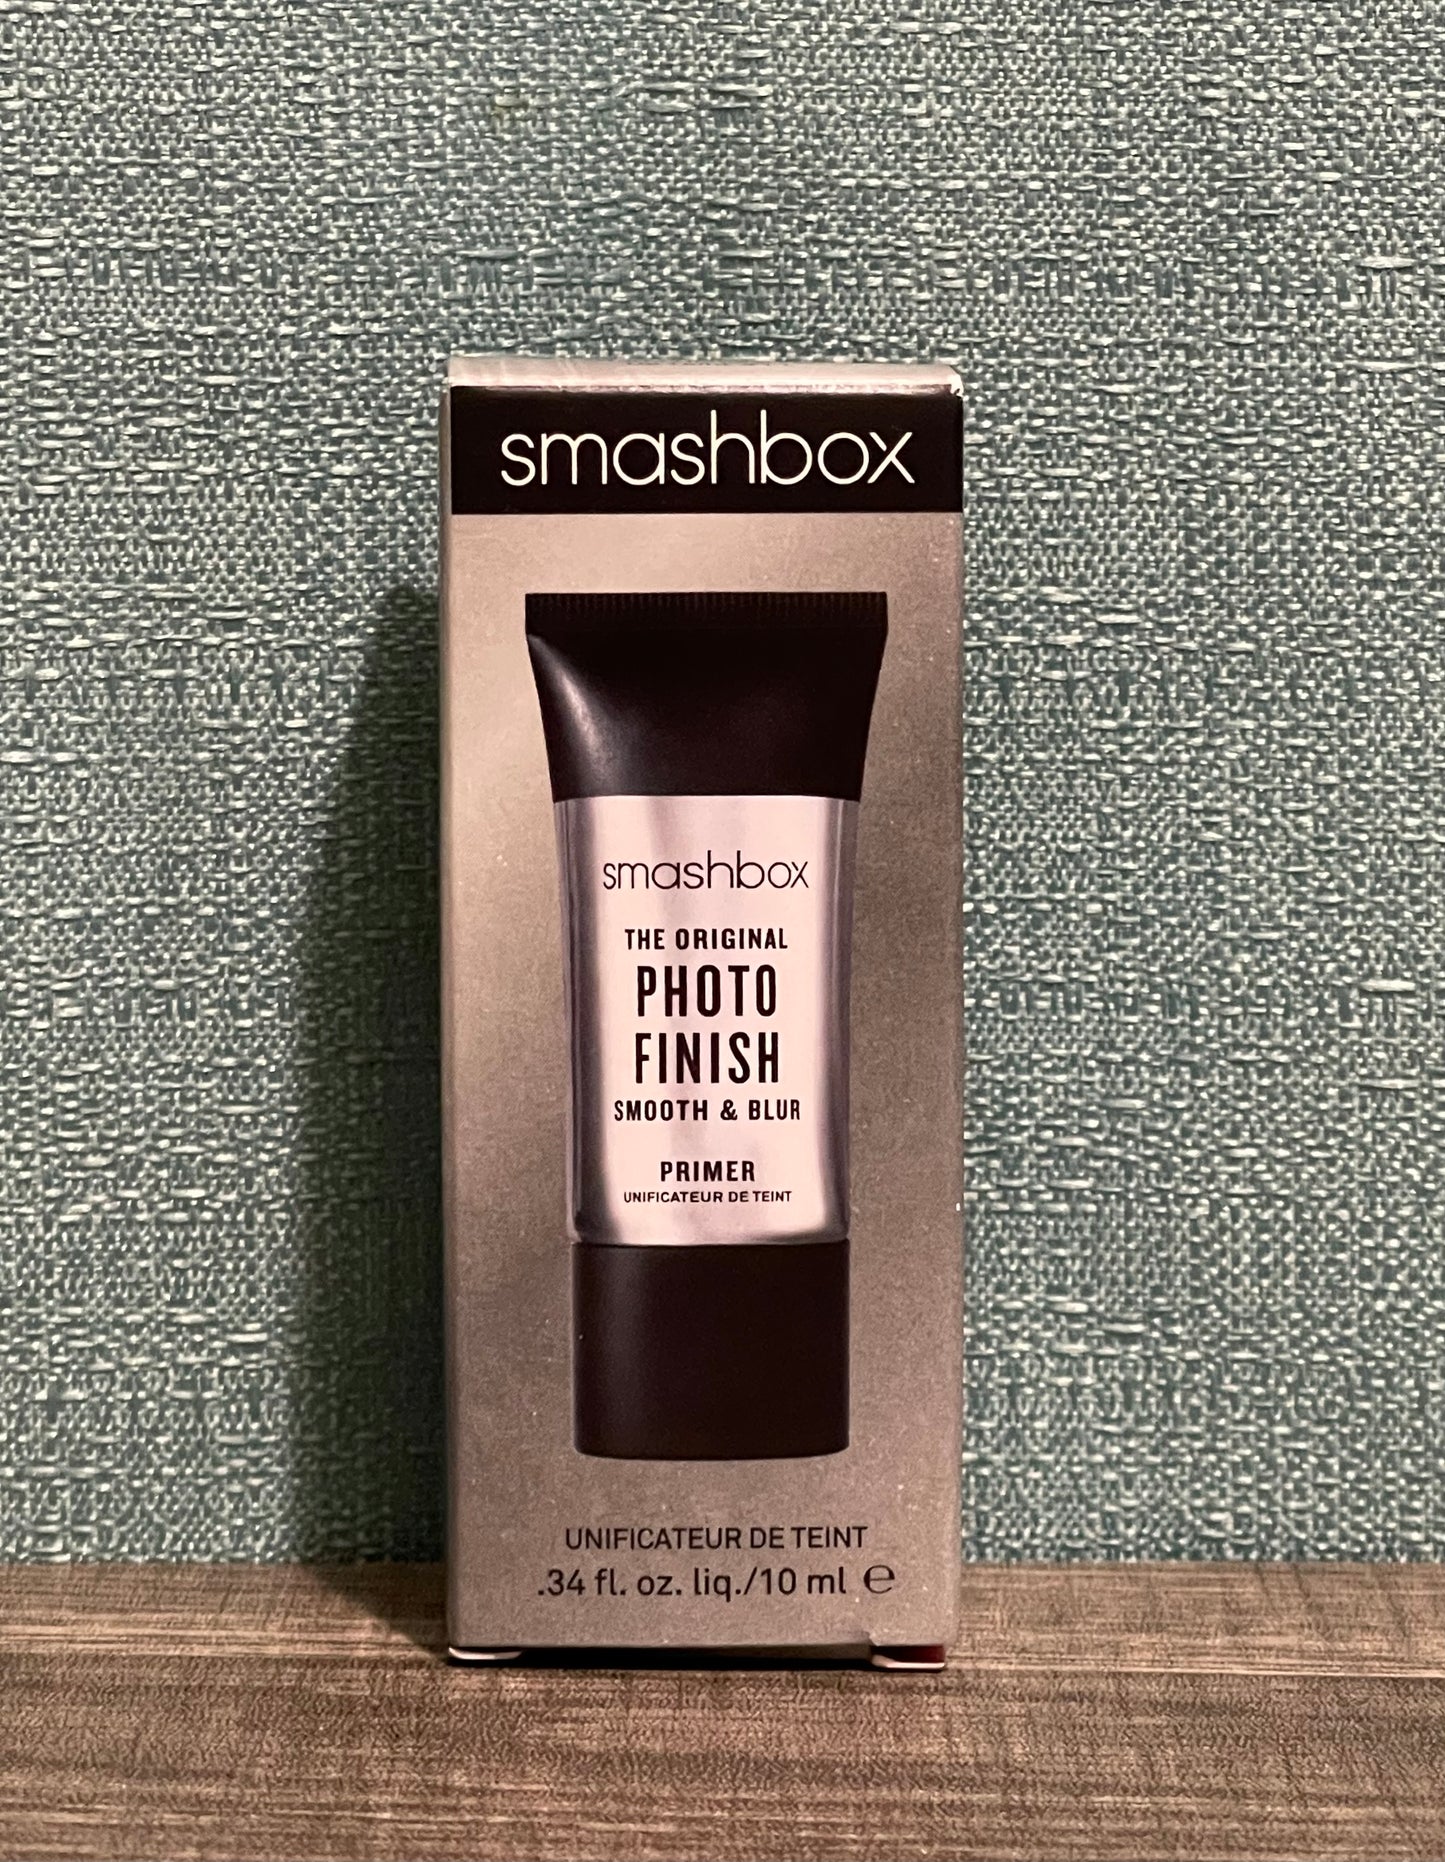 smashbox
smashbox
THE ORIGINAL
PHOTO
FINISH
SMOOTH & BLUR
PRIMER
UNIFICATEUR DE TEINT
UNIFICATEUR DE TEINT
.34 fl. oz. liq./10 ml ℮